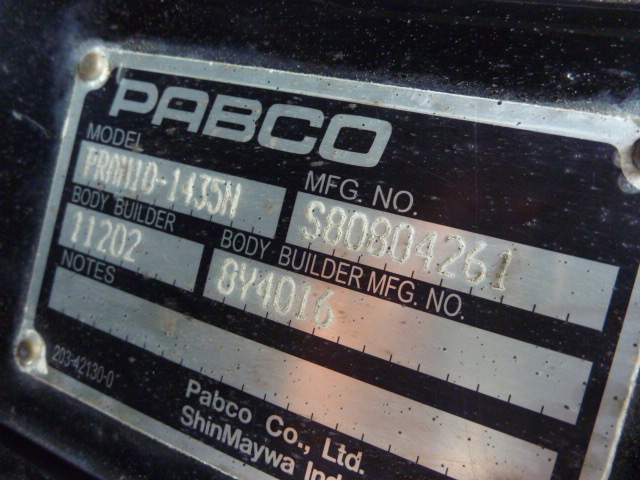 PABCO
MODEL
MFG. NO.
PRAN10-1435N
S80804261
BODY BUILDER
BODY BUILDER MFG. NO.
11202
8Y4016
NOTES
203-42130-0
Pabco Co., Ltd.
ShinMaywa Ind